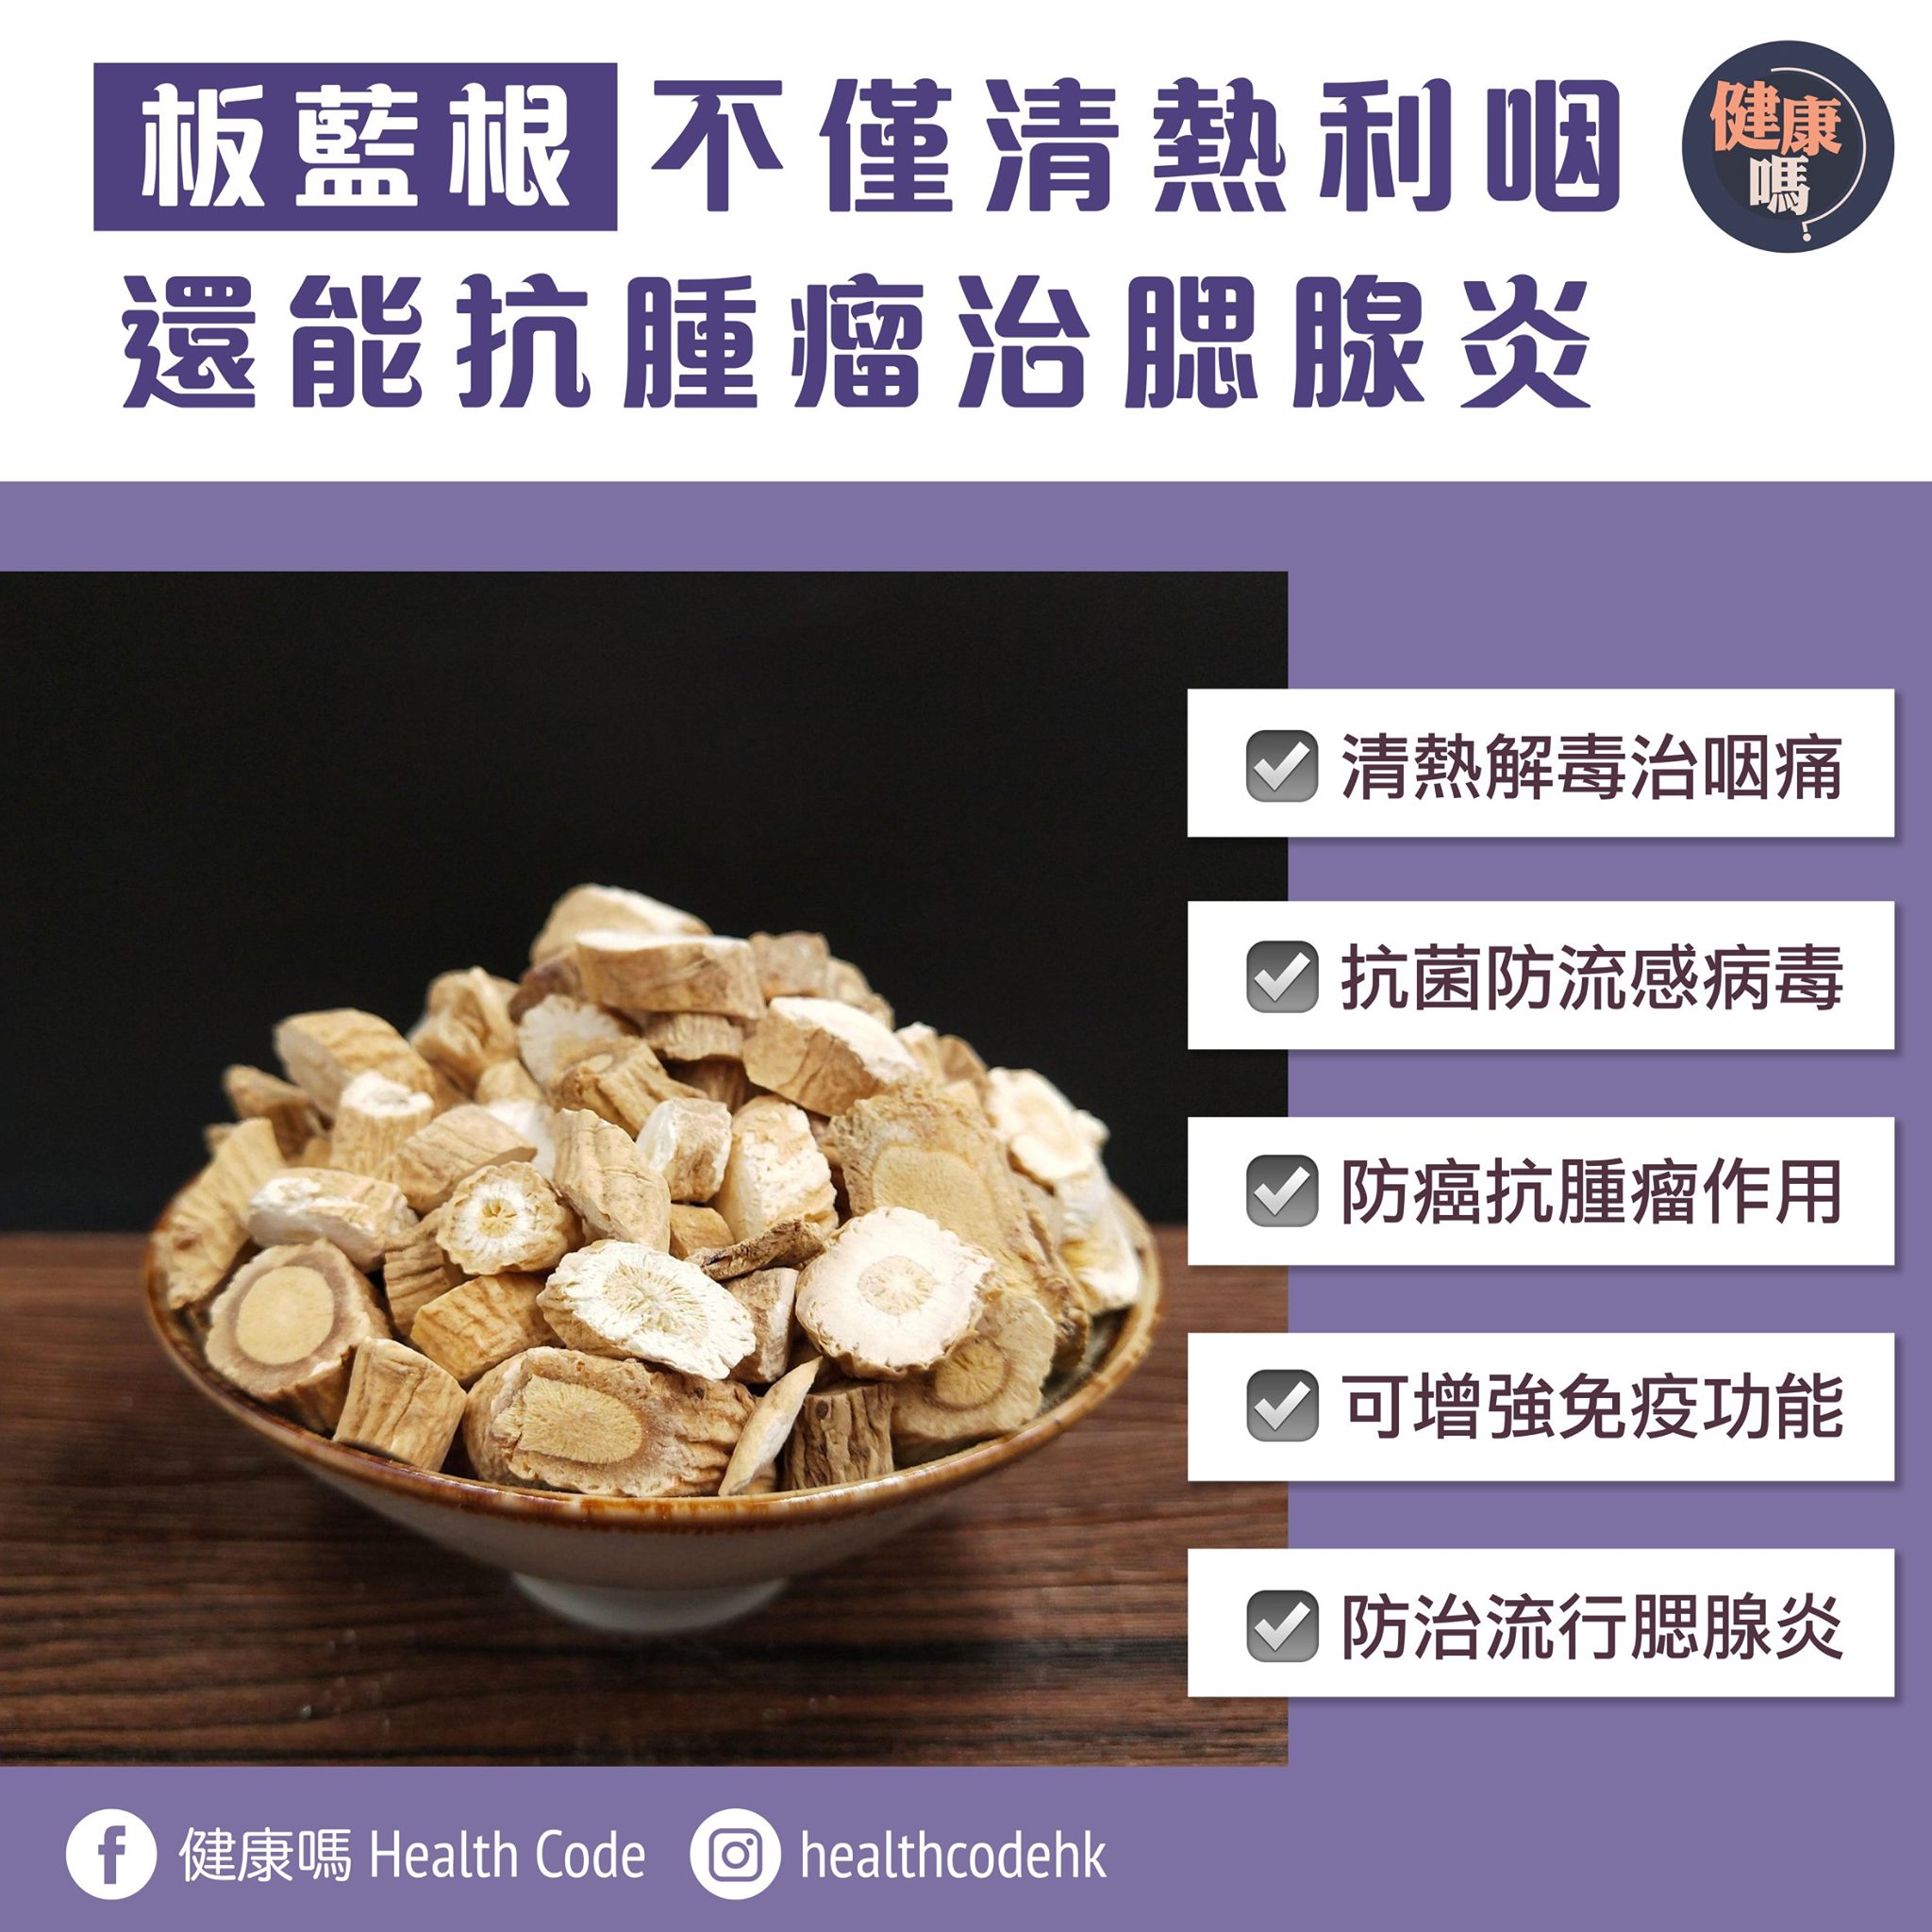 板藍根 不僅清熱利咽
還能抗腫瘤治腮腺炎
健康
嗎?
清熱解毒治咽痛
抗菌防流感病毒
防癌抗腫瘤作用
可增強免疫功能
防治流行腮腺炎
健康嗎 Health Code healthcodehk